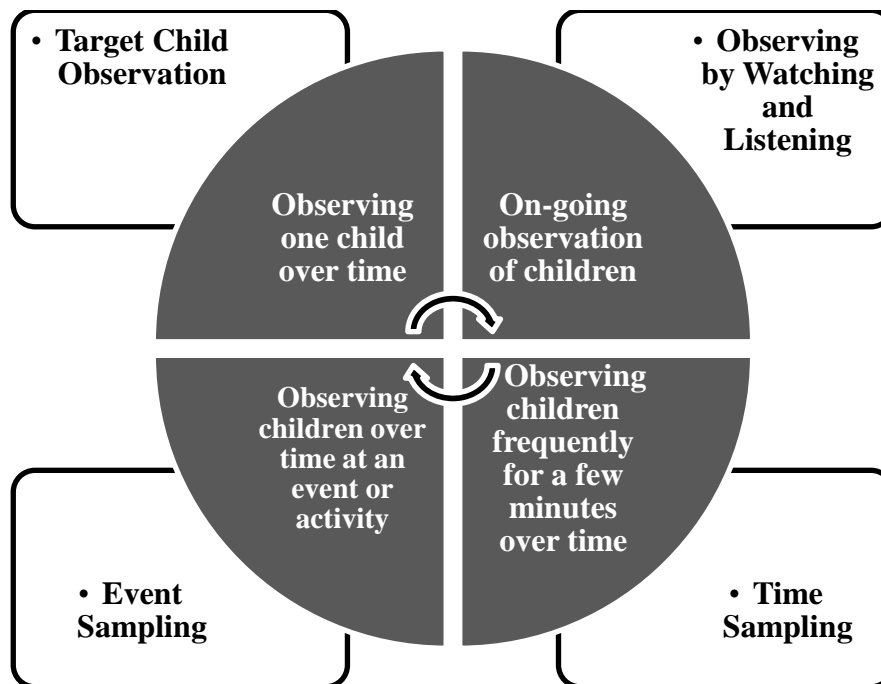 • Target Child
Observation
• Observing
by Watching
and
Listening
Observing
one child
over time
On-going
observation
of children
Observing
children over
time at an
event or
activity
Observing
children
frequently
for a few
minutes
over time
• Event
Sampling
• Time
Sampling